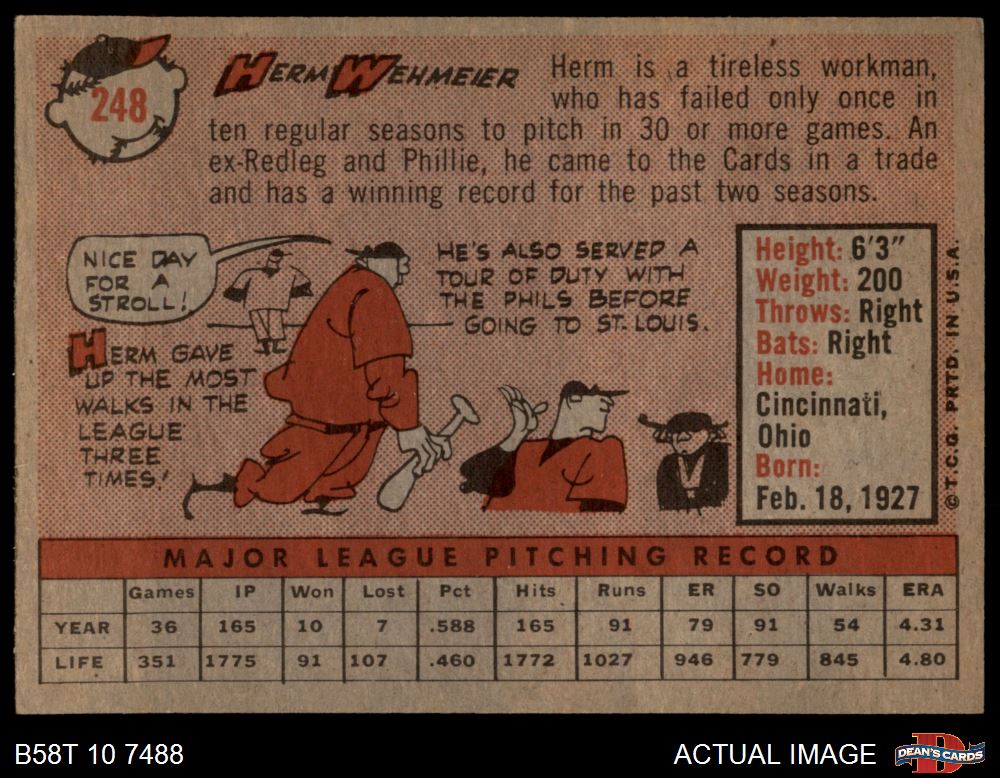 248
HERM WEHMEIER
Herm is a tireless workman,
who has failed only once in
ten regular seasons to pitch in 30 or more games. An
ex-Redleg and Phillie, he came to the Cards in a trade
and has a winning record for the past two seasons.
NICE DAY
FOR A
STROLL!
HERM GAVE
UP THE MOST
WALKS IN THE
LEAGUE
THREE
TIMES!
HE'S ALSO SERVED A
TOUR OF DUTY WITH
THE PHILS BEFORE
GOING TO ST. LOUIS.
Height: 6'3"
Weight: 200
Throws: Right
Bats: Right
Home:
Cincinnati,
Ohio
Born:
Feb. 18, 1927
© T.C.G. PRTD. IN U.S.A.
MAJOR LEAGUE PITCHING RECORD
Games IP Won Lost Pct Hits Runs ER SO Walks ERA
YEAR 36 165 10 7 .588 165 91 79 91 54 4.31
LIFE 351 1775 91 107 .460 1772 1027 946 779 845 4.80
B58T 10 7488
ACTUAL IMAGE
DEAN'S CARDS